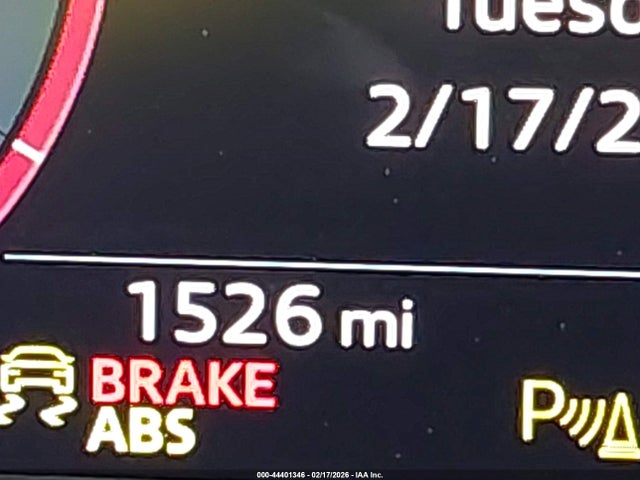 Tuesd
2/17/2
1526 mi
BRAKE
ABS
P
000-44401346 - 02/17/2026 - IAA Inc.